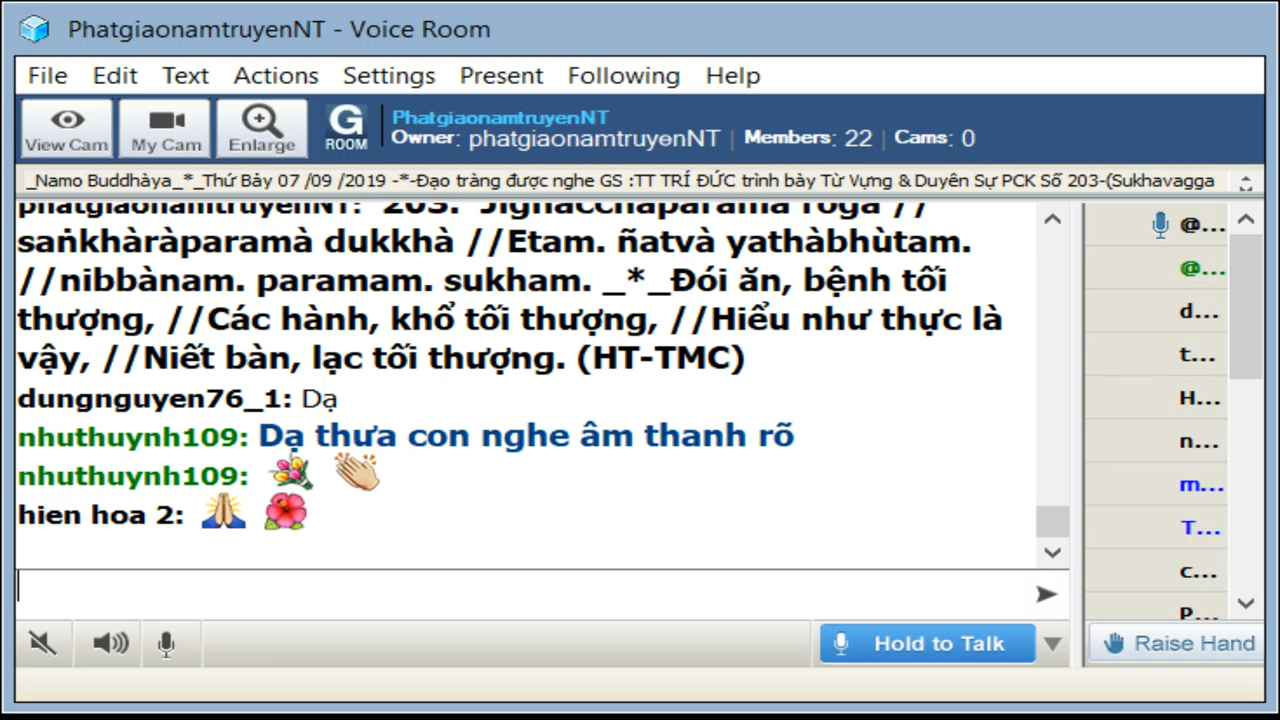 PhatgiaonamtruyenNT - Voice Room
File Edit Text Actions Settings Present Following Help
View Cam My Cam Enlarge G ROOM PhatgiaonamtruyenNT
Owner: phatgiaonamtruyenNT | Members: 22 | Cams: 0
_Namo Buddhàya_*_Thứ Bảy 07 /09 /2019 -*-Đạo tràng được nghe GS :TT TRÍ ĐỨC trình bày Từ Vựng & Duyên Sự PCK Số 203-(Sukhavagga
phatgiaonamtruyenNT: 203. Jighacchàparamà rogà //
saṅkhàràparamà dukkhà //Etam. ñatvà yathàbhùtam.
//nibbànam. paramam. sukham. _*_Đói ăn, bệnh tối
thượng, //Các hành, khổ tối thượng, //Hiểu như thực là
vậy, //Niết bàn, lạc tối thượng. (HT-TMC)
dungnguyen76_1: Dạ
nhuthuynh109: Dạ thưa con nghe âm thanh rõ
nhuthuynh109:
hien hoa 2:
@...
@...
d...
t...
H...
n...
m...
T...
c...
P...
Hold to Talk
Raise Hand